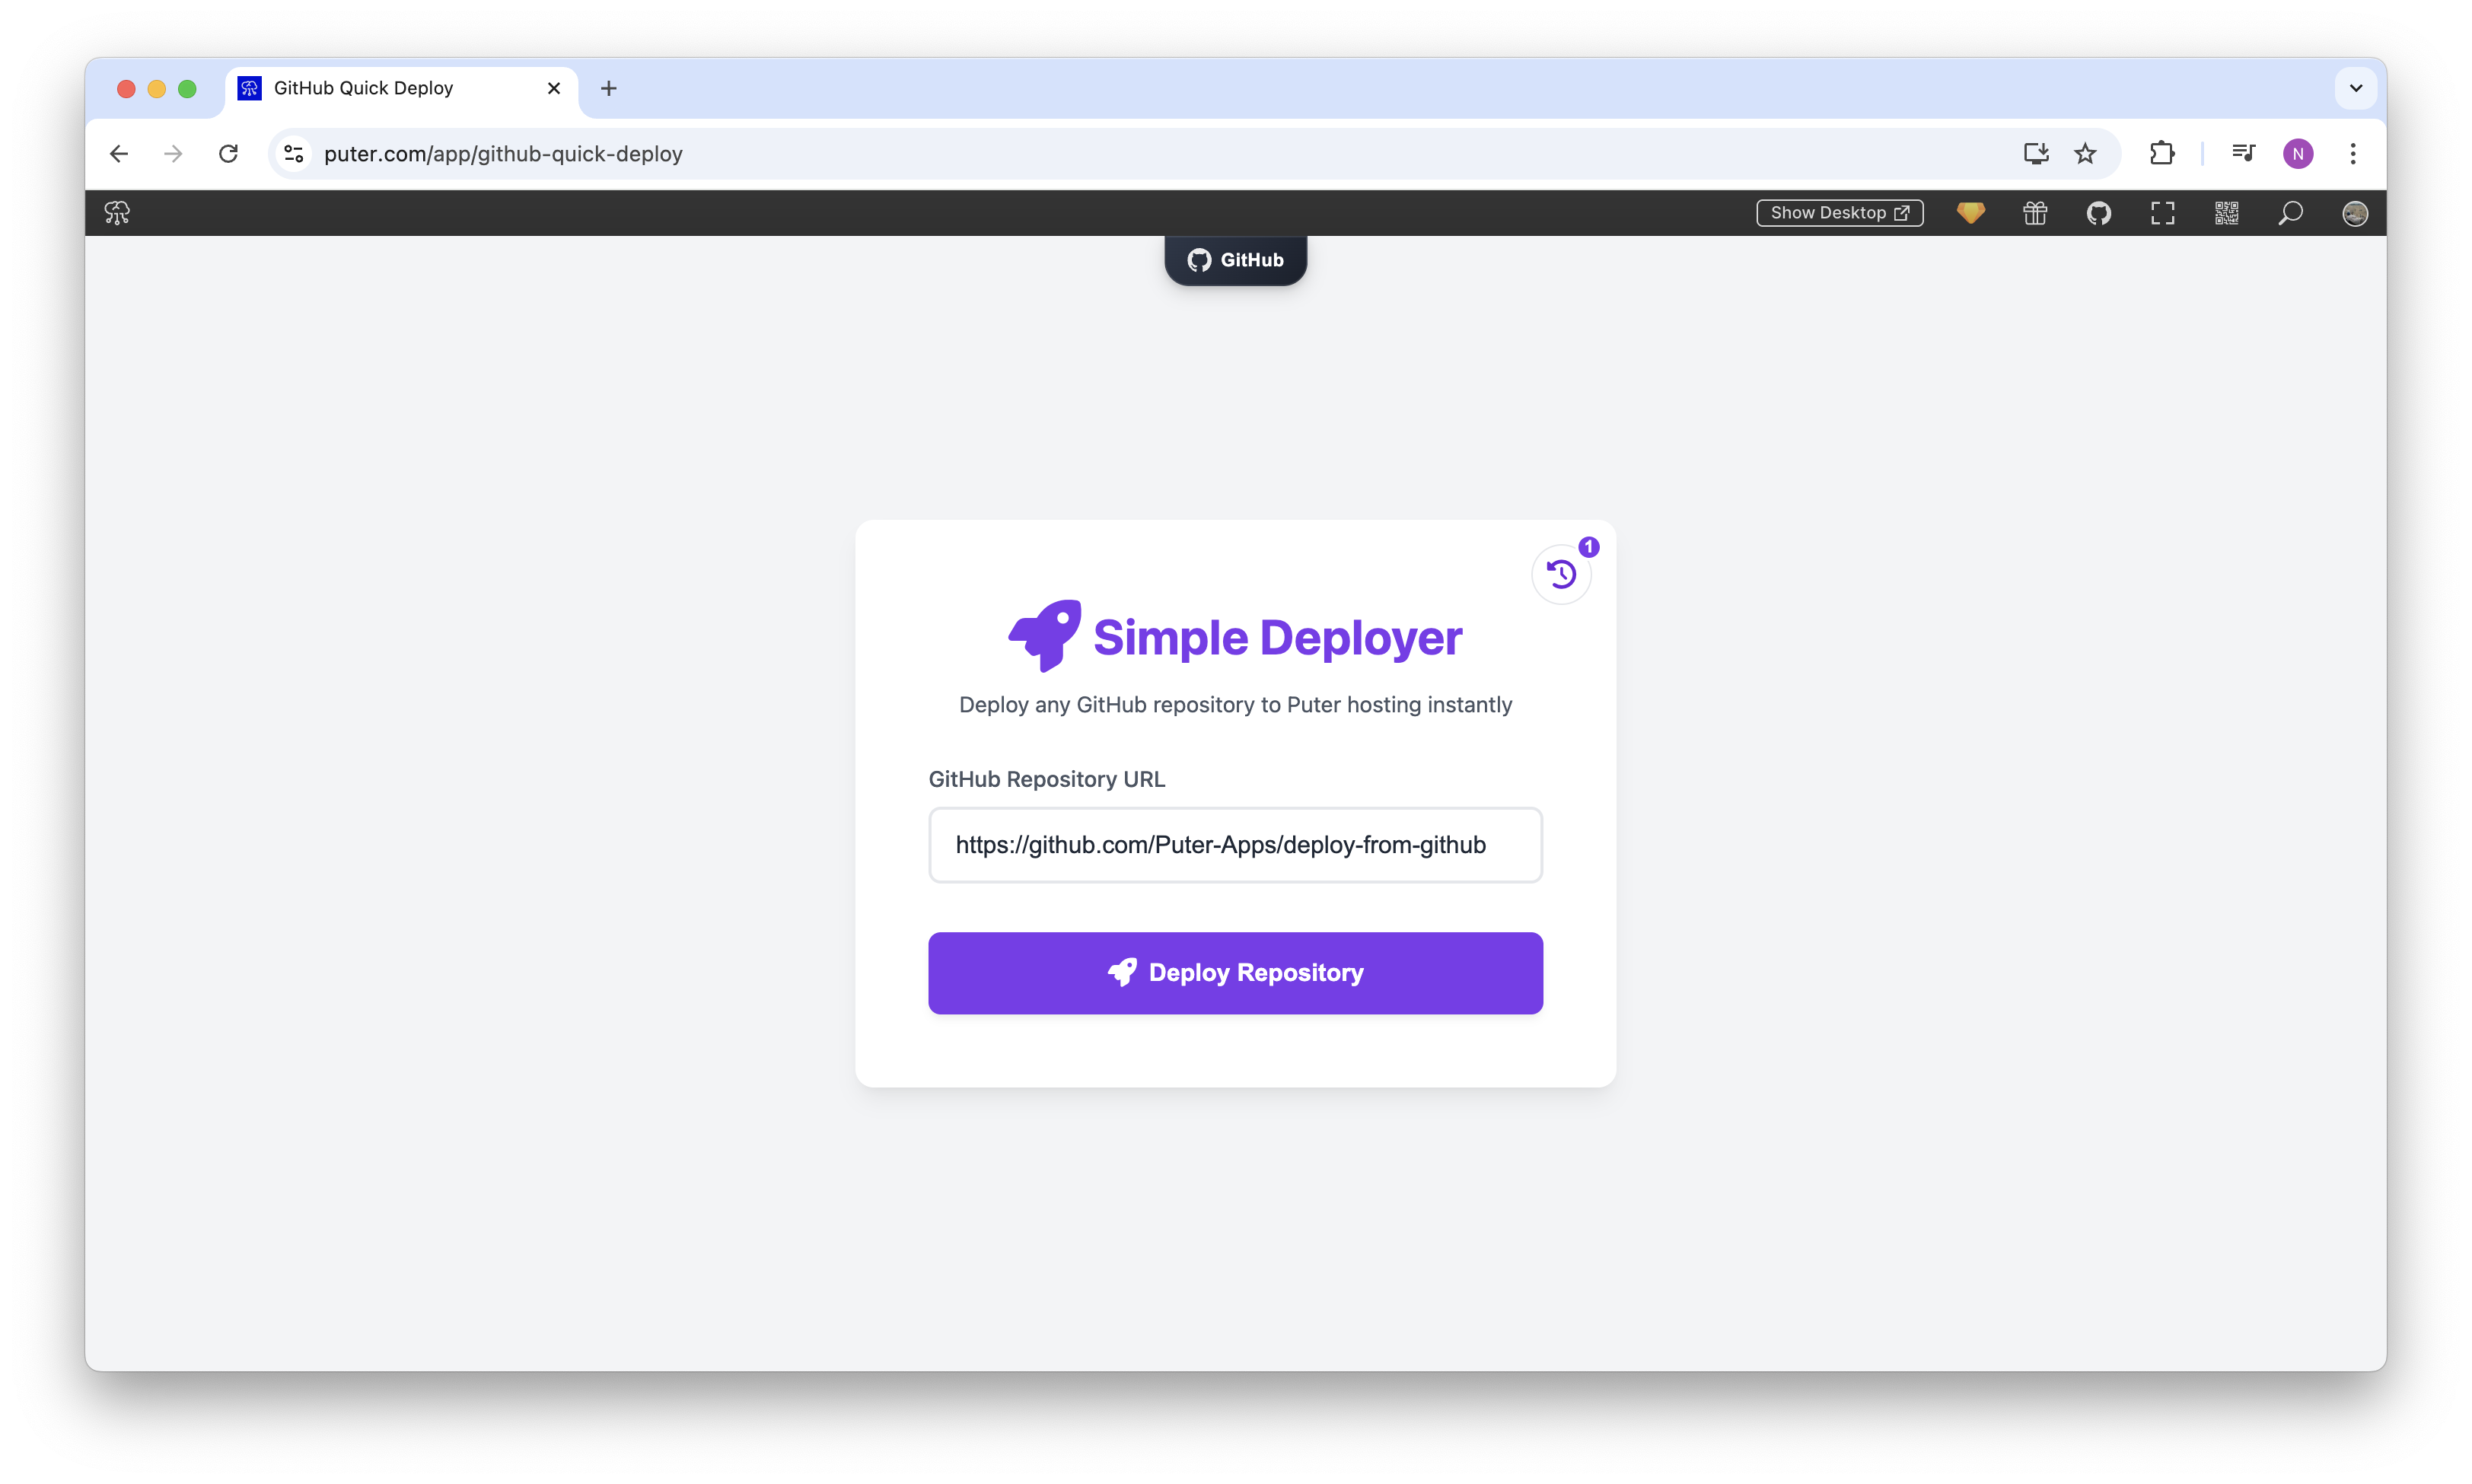 GitHub Quick Deploy
puter.com/app/github-quick-deploy
N
Show Desktop
GitHub
1
Simple Deployer
Deploy any GitHub repository to Puter hosting instantly
GitHub Repository URL
https://github.com/Puter-Apps/deploy-from-github
Deploy Repository